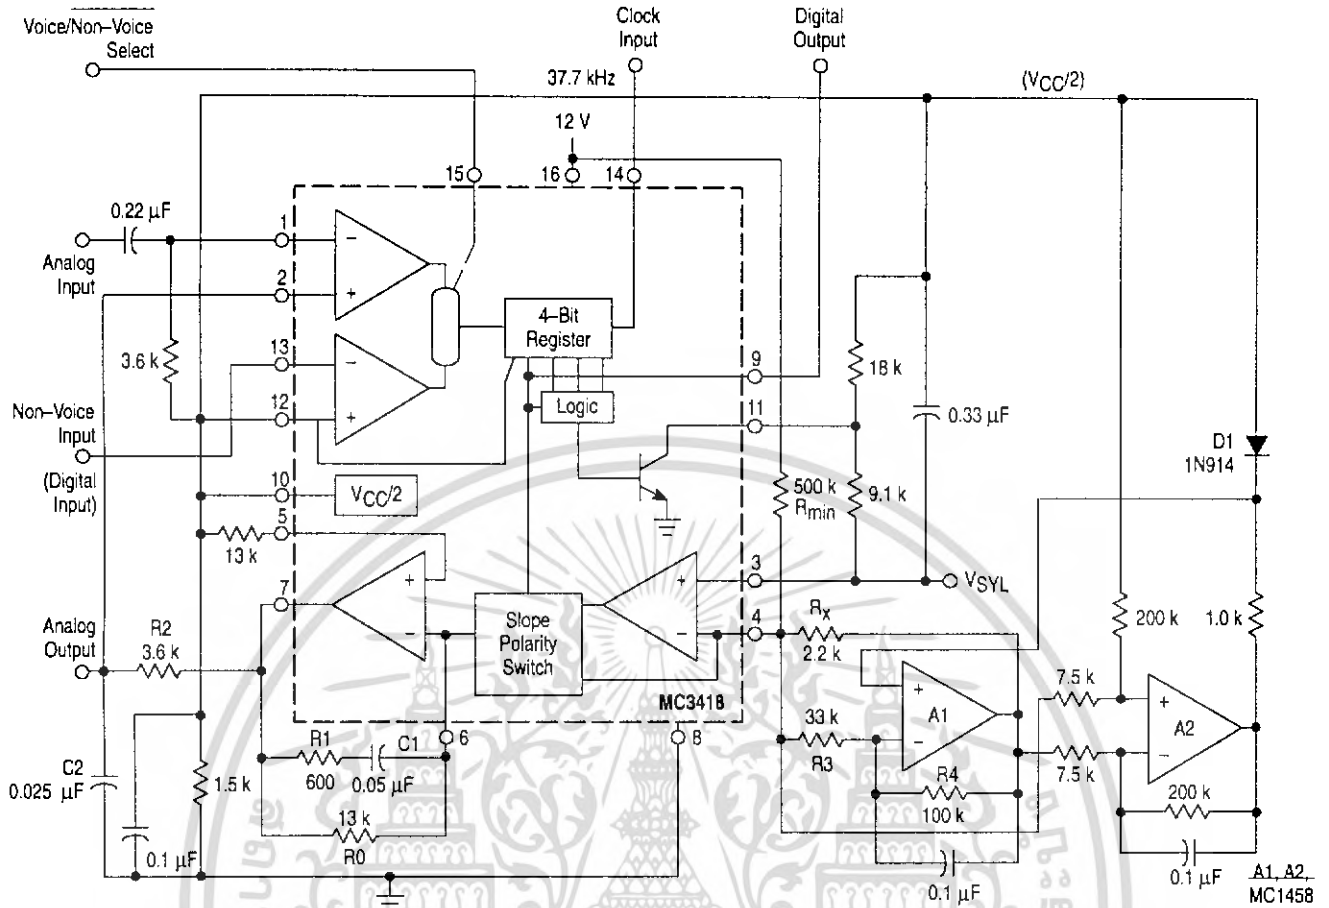 Voice/Non–Voice
Select
Clock
Input
Digital
Output
37.7 kHz
(VCC/2)
12 V
15
16
14
0.22 µF
Analog
Input
1
2
3.6 k
13
12
Non–Voice
Input
(Digital
Input)
4–Bit
Register
Logic
9
11
18 k
0.33 µF
D1
1N914
10
VCC/2
5
13 k
500 k
Rmin
9.1 k
7
3
VSYL
4
Slope
Polarity
Switch
MC3418
Analog
Output
R2
3.6 k
RX
2.2 k
200 k
1.0 k
A1
+
–
33 k
R3
7.5 k
7.5 k
A2
+
–
6
8
R1
600
C1
0.05 µF
C2
0.025 µF
1.5 k
13 k
R0
0.1 µF
R4
100 k
0.1 µF
200 k
0.1 µF
A1, A2,
MC1458